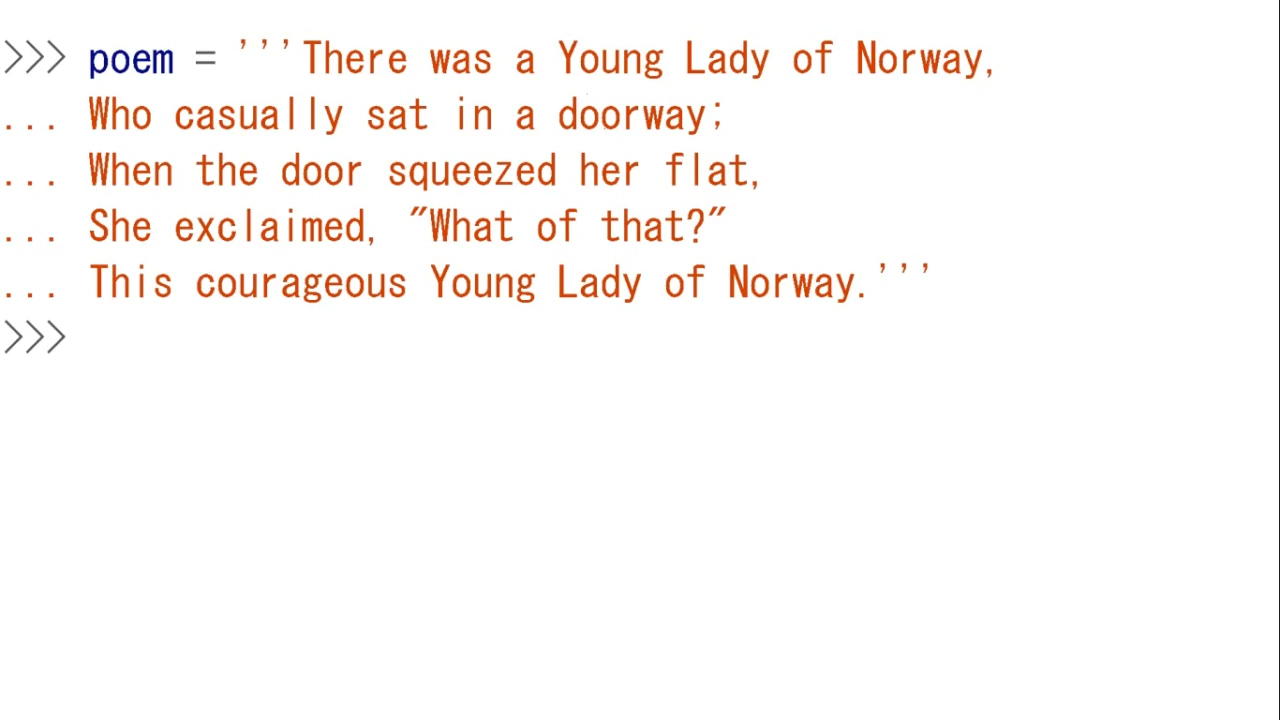 >>> poem = '''There was a Young Lady of Norway,
... Who casually sat in a doorway;
... When the door squeezed her flat,
... She exclaimed, "What of that?"
... This courageous Young Lady of Norway.'''
>>>